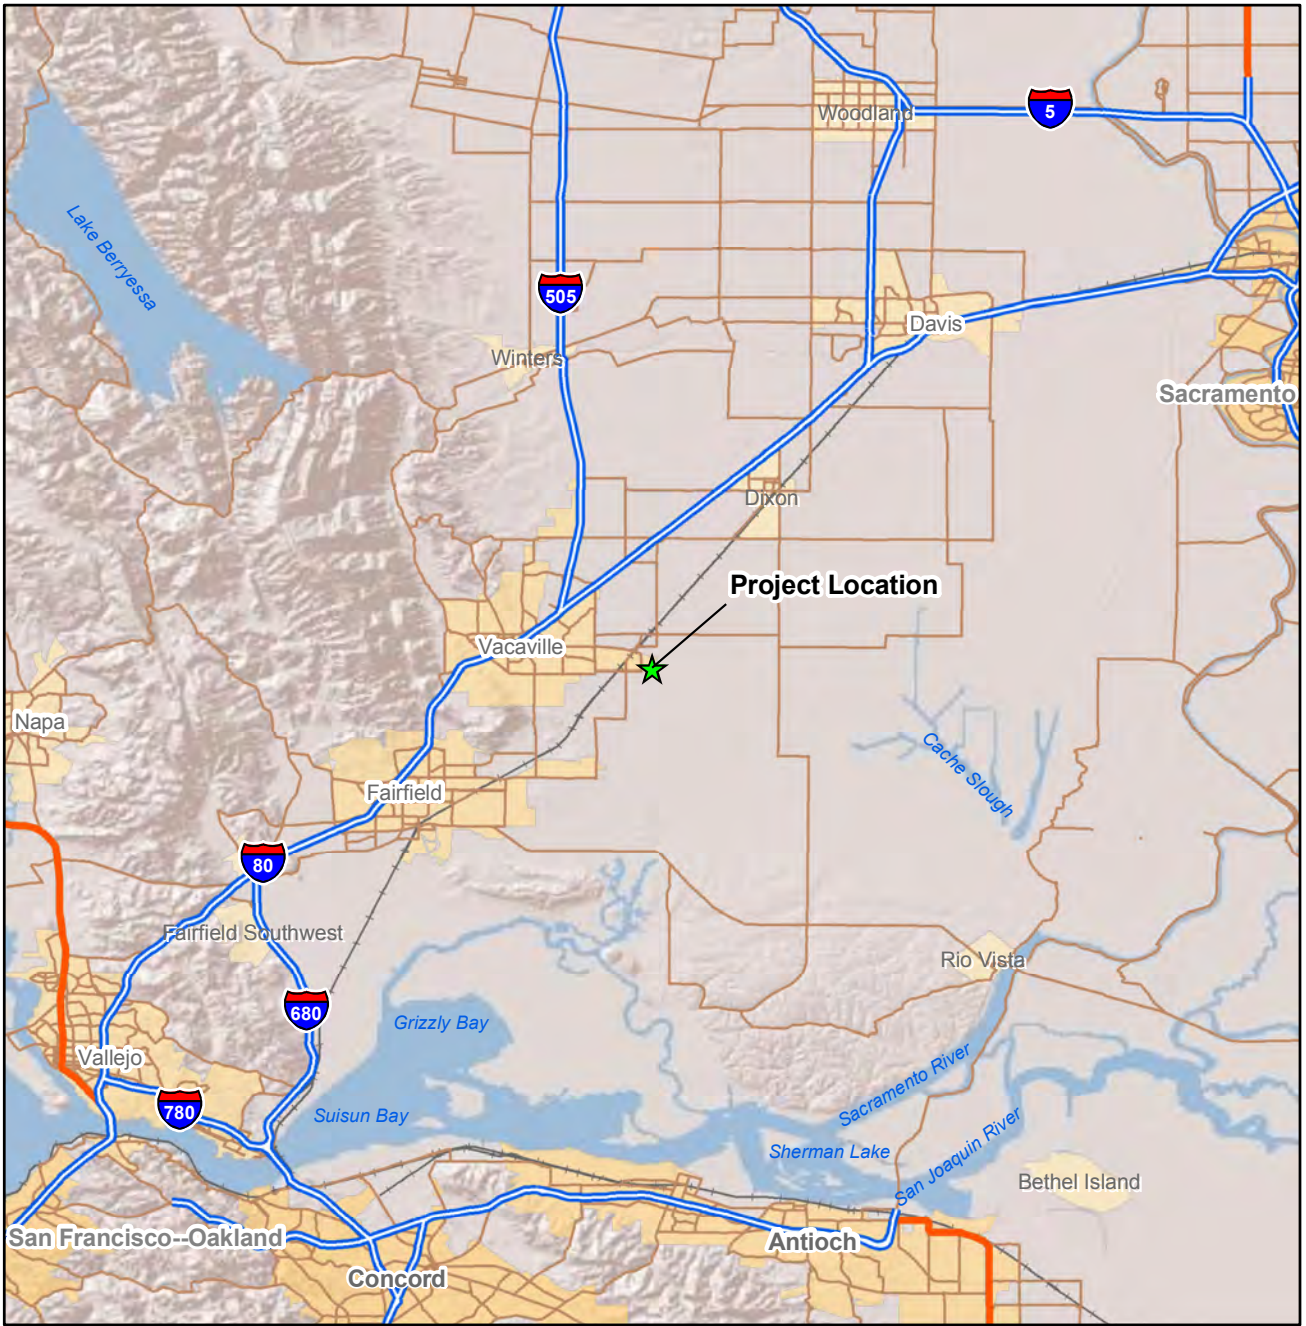 Woodland
5
Lake Berryessa
505
Davis
Winters
Sacramento
Dixon
Project Location
Vacaville
Napa
Cache Slough
Fairfield
80
Fairfield Southwest
Rio Vista
680
Grizzly Bay
Vallejo
780
Suisun Bay
Sacramento River
Sherman Lake
San Joaquin River
Bethel Island
San Francisco--Oakland
Antioch
Concord